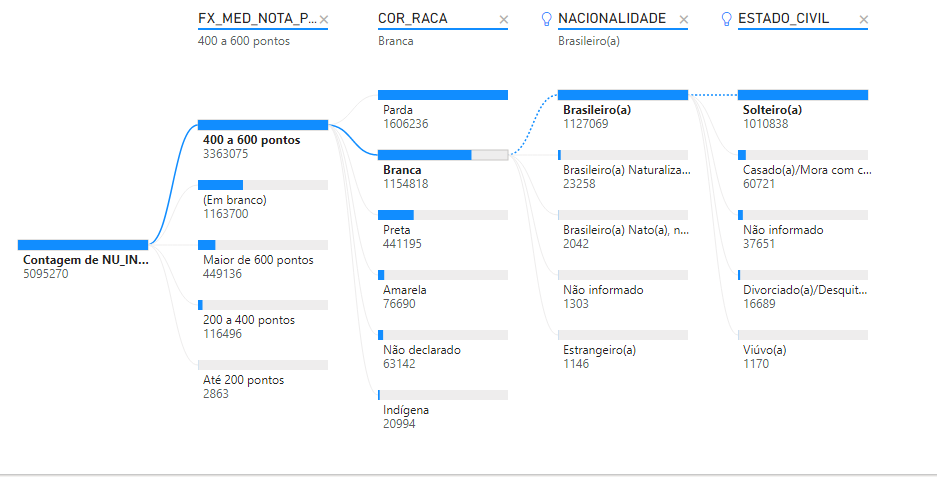 FX_MED_NOTA_P...
COR_RACA
NACIONALIDADE
ESTADO_CIVIL
400 a 600 pontos
Branca
Brasileiro(a)
Contagem de NU_IN...
5095270
400 a 600 pontos
3363075
(Em branco)
1163700
Maior de 600 pontos
449136
200 a 400 pontos
116496
Até 200 pontos
2863
Parda
1606236
Branca
1154818
Preta
441195
Amarela
76690
Não declarado
63142
Indígena
20994
Brasileiro(a)
1127069
Brasileiro(a) Naturaliza...
23258
Brasileiro(a) Nato(a), n...
2042
Não informado
1303
Estrangeiro(a)
1146
Solteiro(a)
1010838
Casado(a)/Mora com c...
60721
Não informado
37651
Divorciado(a)/Desquit...
16689
Viúvo(a)
1170